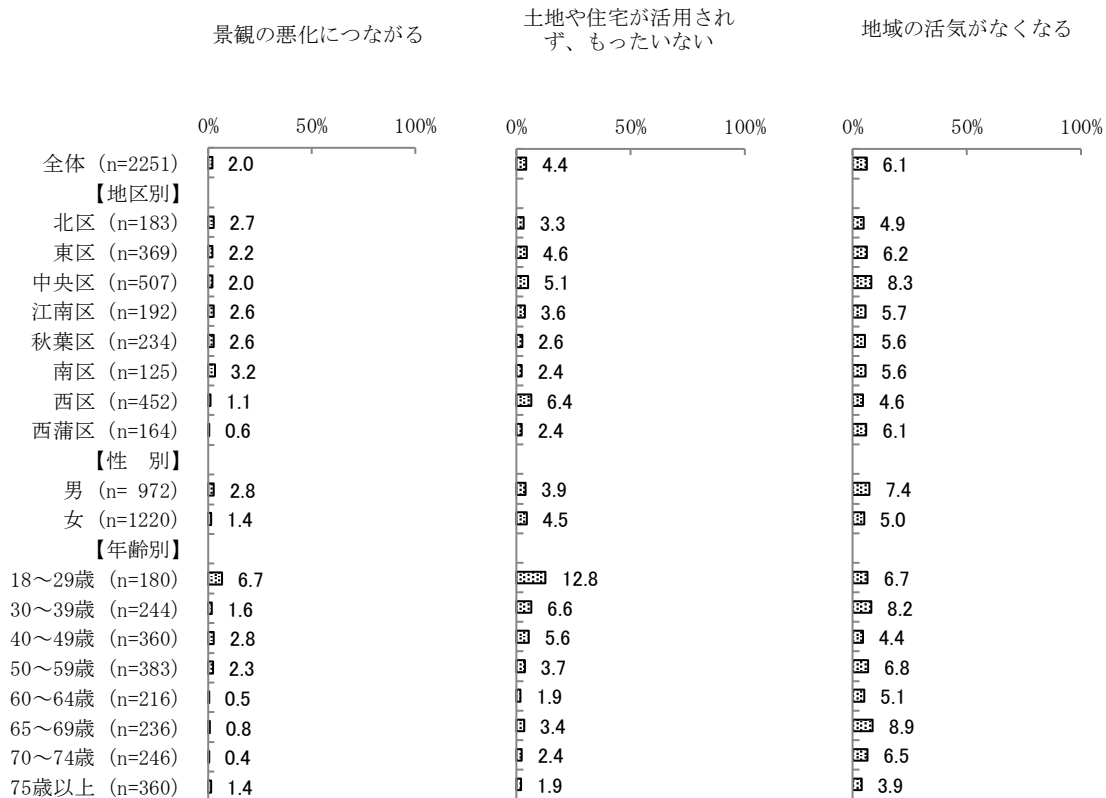 景観の悪化につながる
土地や住宅が活用され
ず、もったいない
地域の活気がなくなる
0% 50% 100% 0% 50% 100% 0% 50% 100%
全体 (n=2251) 2.0 4.4 6.1
【地区別】
北区 (n=183) 2.7 3.3 4.9
東区 (n=369) 2.2 4.6 6.2
中央区 (n=507) 2.0 5.1 8.3
江南区 (n=192) 2.6 3.6 5.7
秋葉区 (n=234) 2.6 2.6 5.6
南区 (n=125) 3.2 2.4 5.6
西区 (n=452) 1.1 6.4 4.6
西蒲区 (n=164) 0.6 2.4 6.1
【性　別】
男 (n= 972) 2.8 3.9 7.4
女 (n=1220) 1.4 4.5 5.0
【年齢別】
18～29歳 (n=180) 6.7 12.8 6.7
30～39歳 (n=244) 1.6 6.6 8.2
40～49歳 (n=360) 2.8 5.6 4.4
50～59歳 (n=383) 2.3 3.7 6.8
60～64歳 (n=216) 0.5 1.9 5.1
65～69歳 (n=236) 0.8 3.4 8.9
70～74歳 (n=246) 0.4 2.4 6.5
75歳以上 (n=360) 1.4 1.9 3.9